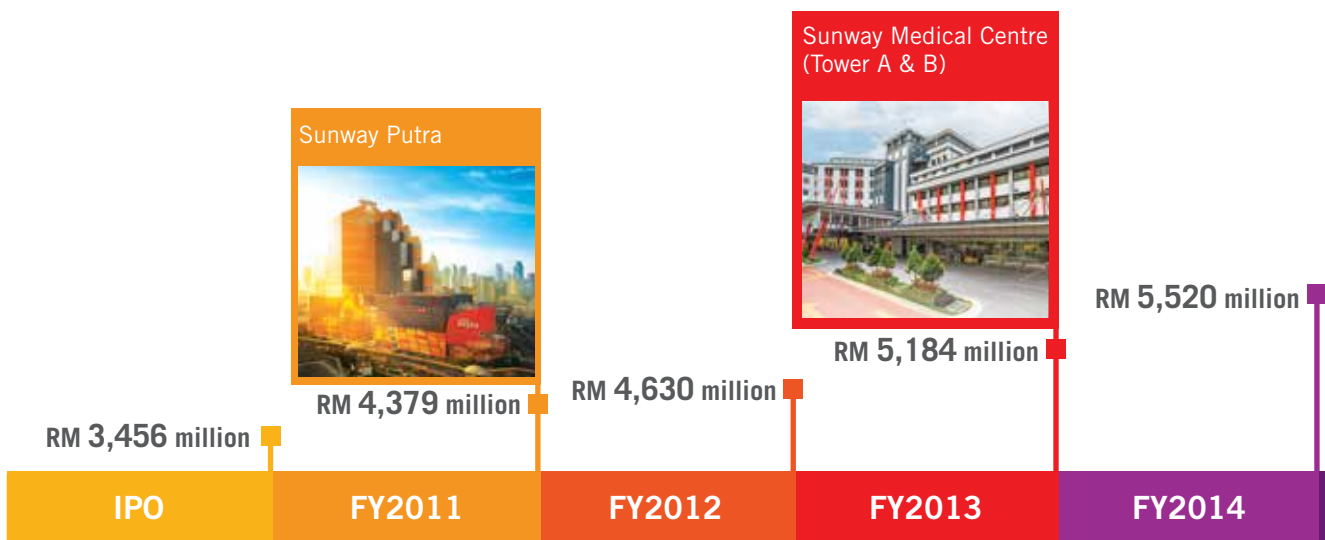 Sunway Medical Centre
(Tower A & B)
Sunway Putra
RM 5,520 million
RM 5,184 million
RM 4,630 million
RM 4,379 million
RM 3,456 million
IPO
FY2011
FY2012
FY2013
FY2014